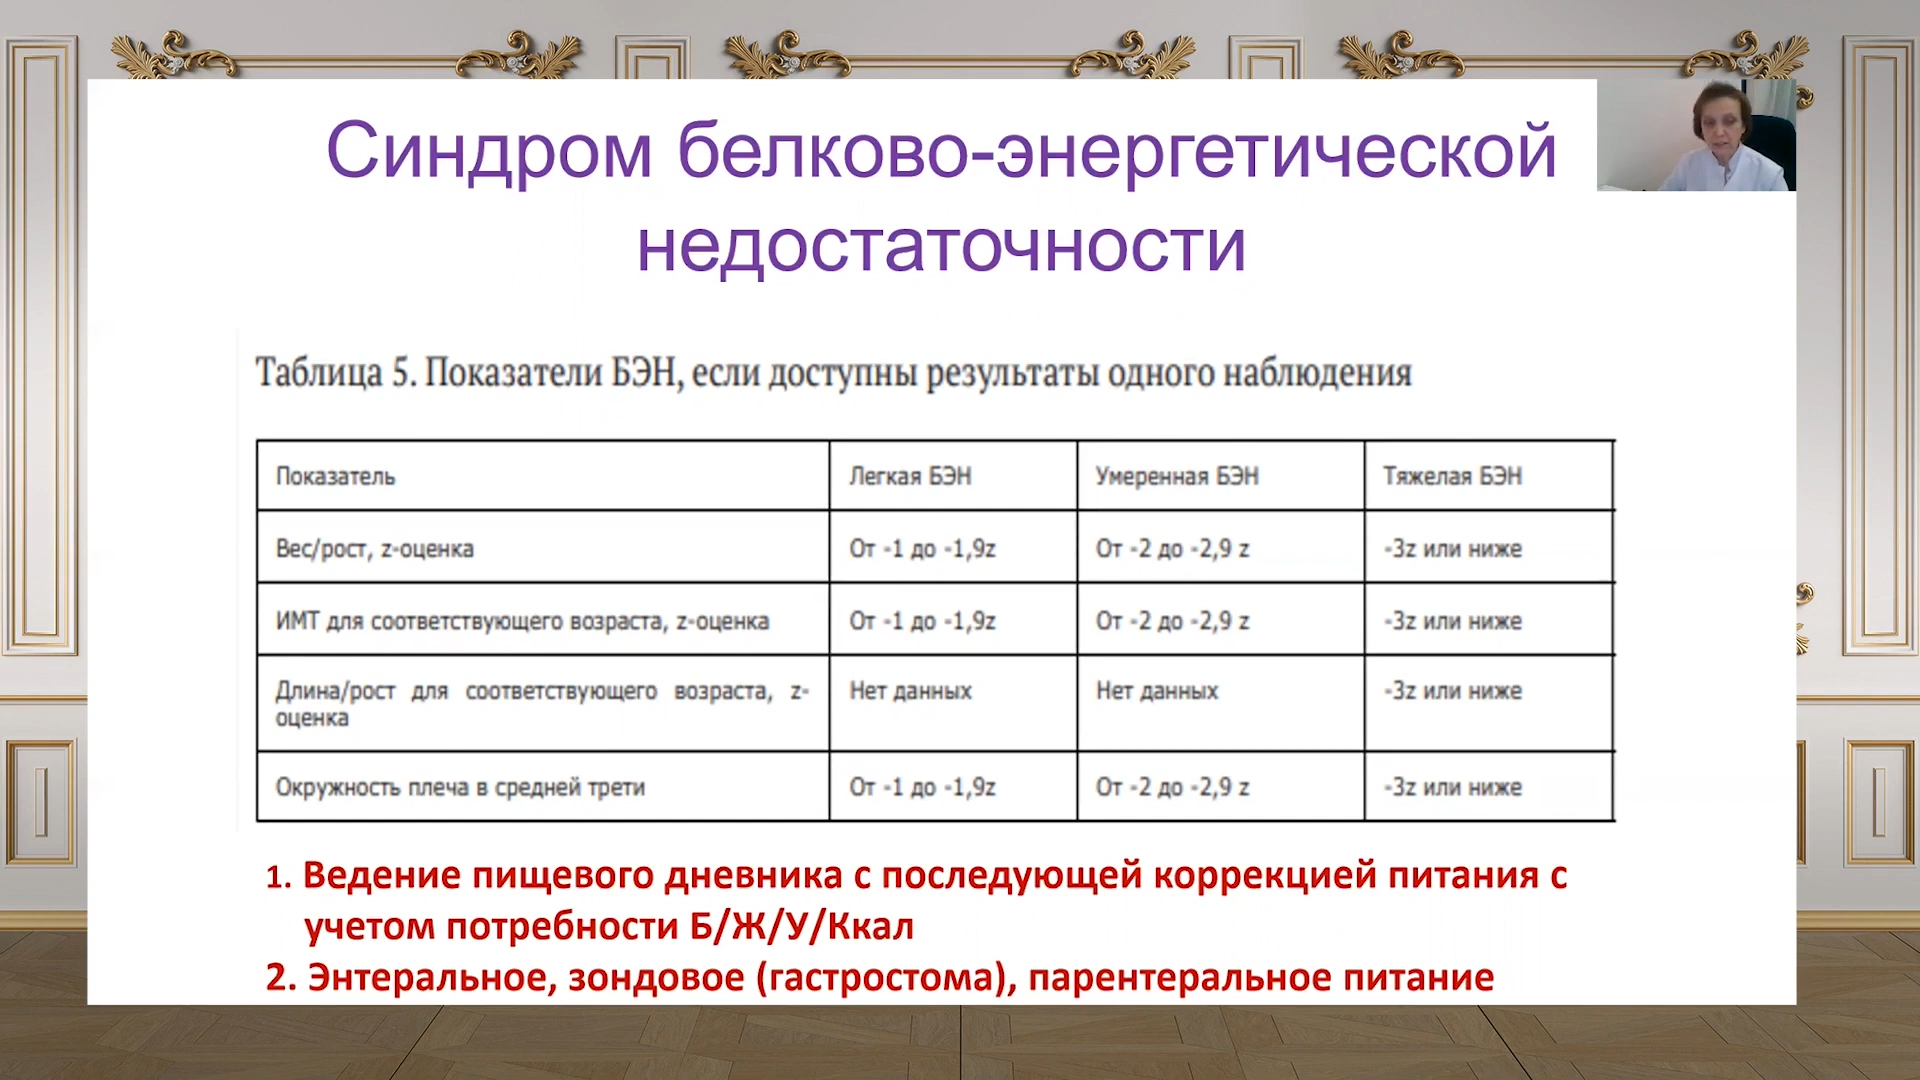 Синдром белково-энергетической
недостаточности
Таблица 5. Показатели БЭН, если доступны результаты одного наблюдения
Показатель Легкая БЭН Умеренная БЭН Тяжелая БЭН
Вес/рост, z-оценка От -1 до -1,9z От -2 до -2,9 z -3z или ниже
ИМТ для соответствующего возраста, z-оценка От -1 до -1,9z От -2 до -2,9 z -3z или ниже
Длина/рост для соответствующего возраста, z- Нет данных Нет данных -3z или ниже
оценка
Окружность плеча в средней трети От -1 до -1,9z От -2 до -2,9 z -3z или ниже
1. Ведение пищевого дневника с последующей коррекцией питания с
учетом потребности Б/Ж/У/Ккал
2. Энтеральное, зондовое (гастростома), парентеральное питание